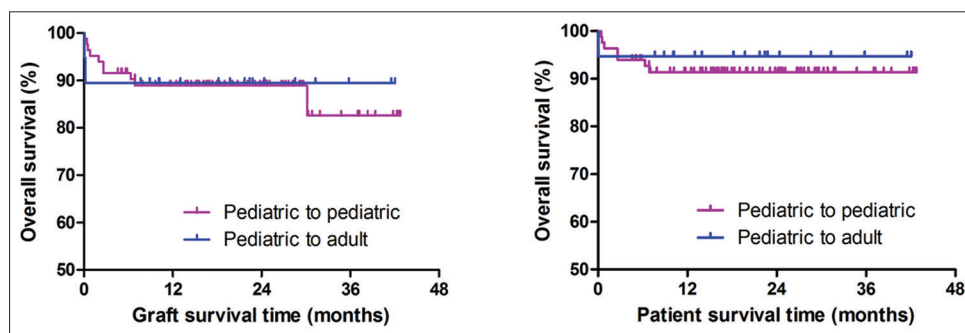 Overall survival (%)
100
90
80
70
60
50
Pediatric to pediatric
Pediatric to adult
0
12
24
36
48
Graft survival time (months)
Overall survival (%)
100
90
80
70
60
50
Pediatric to pediatric
Pediatric to adult
0
12
24
36
48
Patient survival time (months)